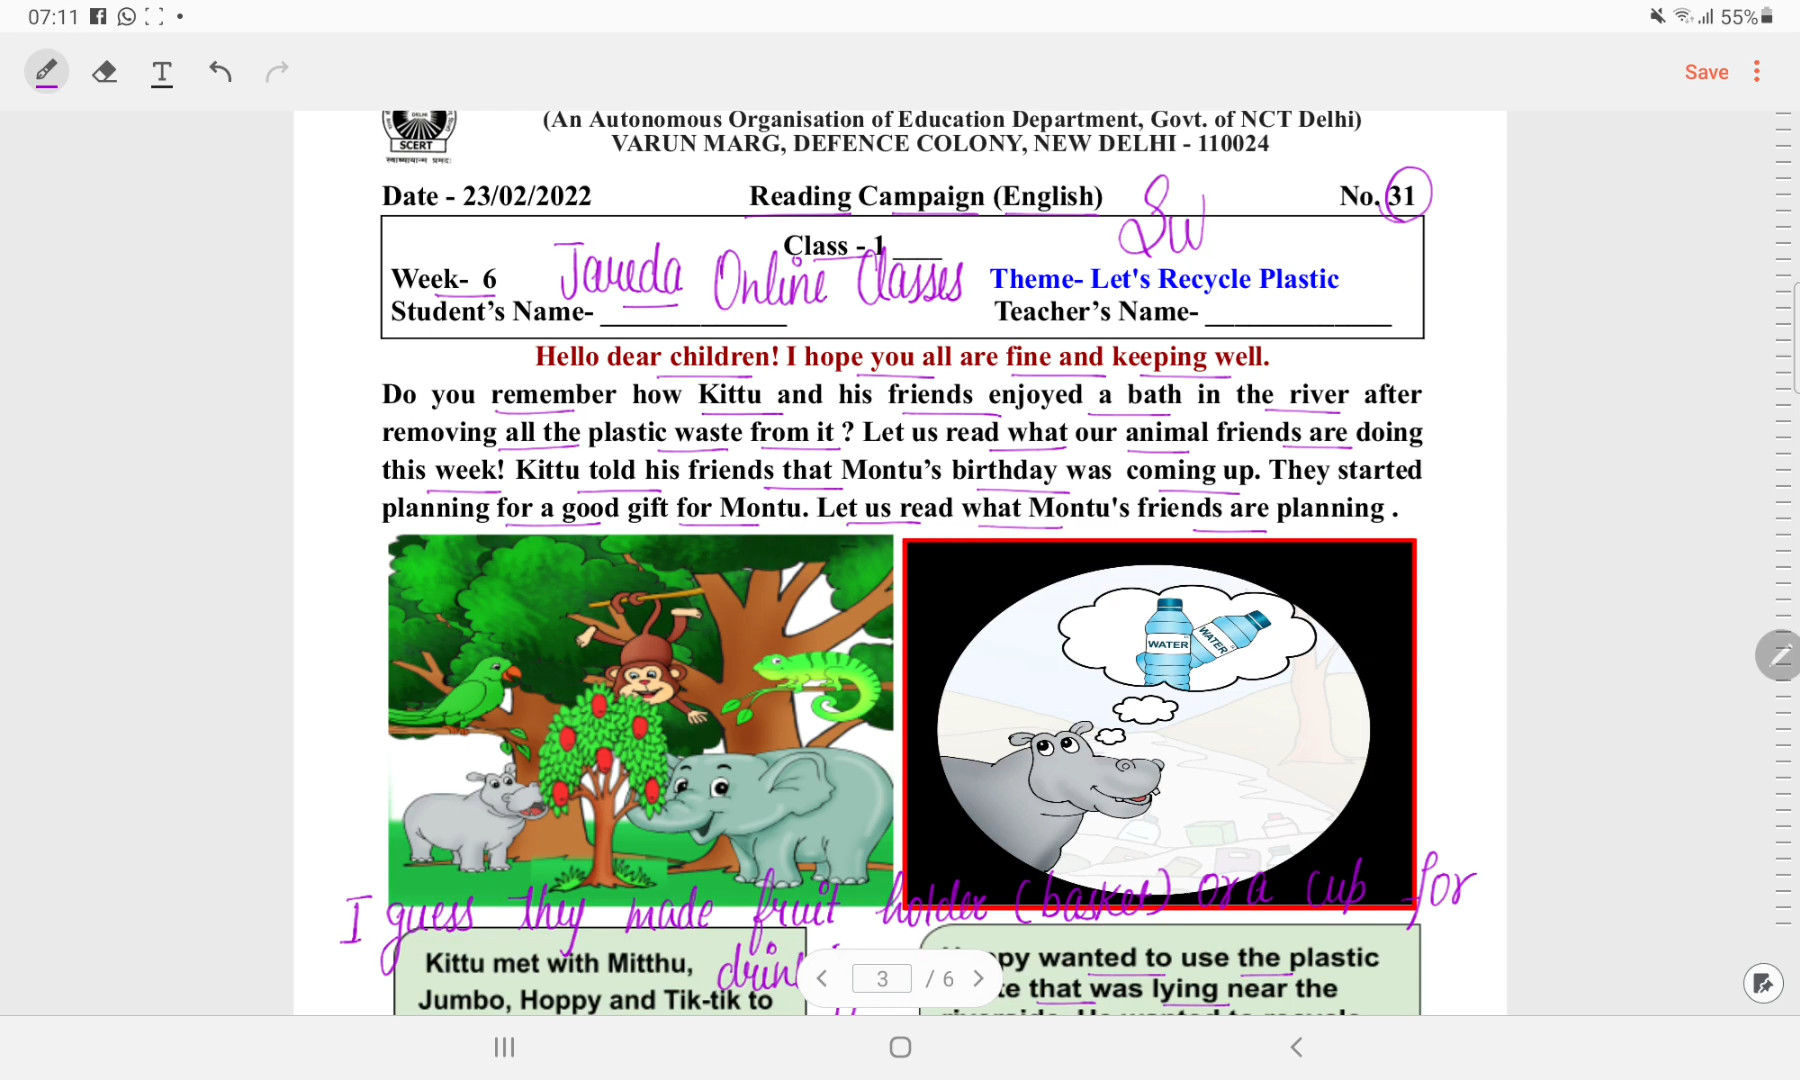 07:11
55%
Save
DELHI
SCERT
(An Autonomous Organisation of Education Department, Govt. of NCT Delhi)
VARUN MARG, DEFENCE COLONY, NEW DELHI - 110024
Date - 23/02/2022 Reading Campaign (English) No. 31
Class - 1 ____
Week- 6 Javeda Online Classes Theme- Let's Recycle Plastic
Student’s Name- _____________ Teacher’s Name- _____________
Hello dear children! I hope you all are fine and keeping well.
Do you remember how Kittu and his friends enjoyed a bath in the river after
removing all the plastic waste from it ? Let us read what our animal friends are doing
this week! Kittu told his friends that Montu’s birthday was coming up. They started
planning for a good gift for Montu. Let us read what Montu's friends are planning .
WATER WATER
I guess they made fruit holder (basket) or a cup for
Kittu met with Mitthu,
Jumbo, Hoppy and Tik-tik to
wanted to use the plastic
that was lying near the
3 / 6